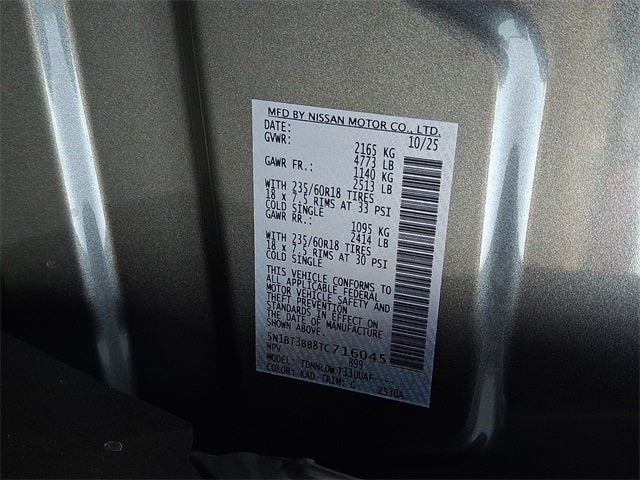 MFD BY NISSAN MOTOR CO., LTD.
DATE: 10/25
GVWR: 2165 KG
4773 LB
GAWR FR.: 1140 KG
2513 LB
WITH 235/60R18 TIRES
18 x 7.5 RIMS AT 33 PSI
COLD SINGLE
GAWR RR.: 1095 KG
2414 LB
WITH 235/60R18 TIRES
18 x 7.5 RIMS AT 30 PSI
COLD SINGLE
THIS VEHICLE CONFORMS TO
ALL APPLICABLE FEDERAL
MOTOR VEHICLE SAFETY AND
THEFT PREVENTION
STANDARDS IN EFFECT ON
THE DATE OF MANUFACTURE
SHOWN ABOVE.
5N1BT3BB8TC716045
MPV 899
MODEL: TDNNLDW T33UUAF----
COLOR: KAD TRIM: G ZS30A